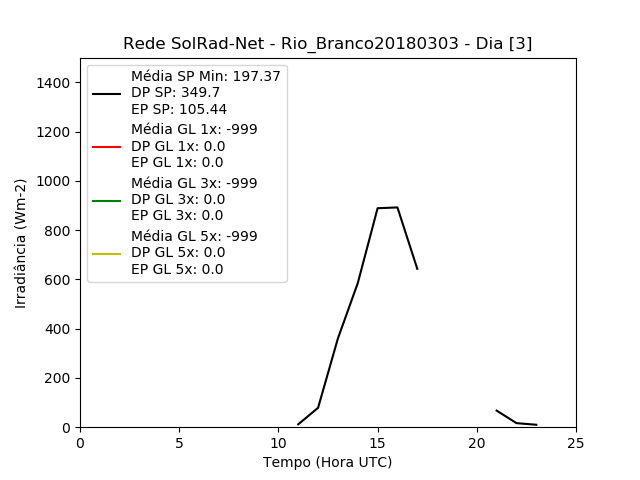 Rede SolRad-Net - Rio_Branco20180303 - Dia [3]
Média SP Min: 197.37
DP SP: 349.7
EP SP: 105.44
Média GL 1x: -999
DP GL 1x: 0.0
EP GL 1x: 0.0
Média GL 3x: -999
DP GL 3x: 0.0
EP GL 3x: 0.0
Média GL 5x: -999
DP GL 5x: 0.0
EP GL 5x: 0.0
Irradiância (Wm-2)
1400
1200
1000
800
600
400
200
0
0 5 10 15 20 25
Tempo (Hora UTC)